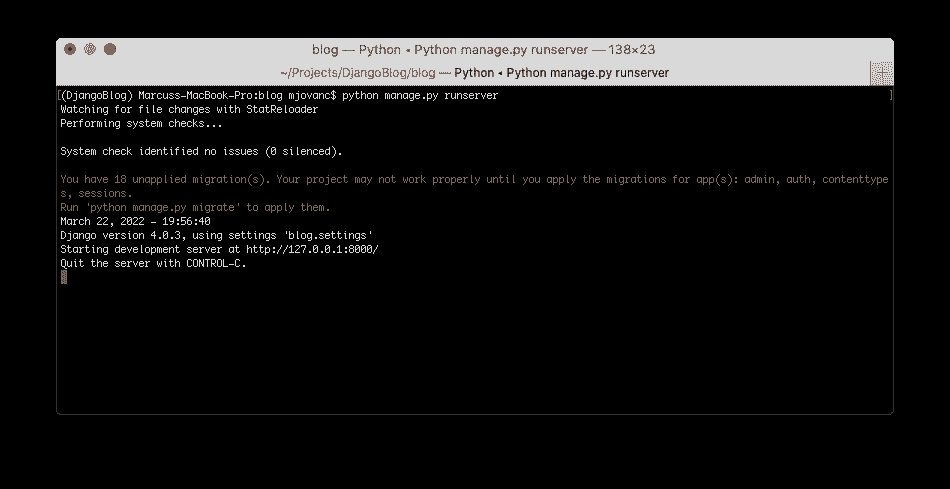 blog — Python • Python manage.py runserver — 138×23
~/Projects/DjangoBlog/blog — Python ◂ Python manage.py runserver
[(DjangoBlog) Marcuss-MacBook-Pro:blog mjovanc$ python manage.py runserver ]
Watching for file changes with StatReloader
Performing system checks...
System check identified no issues (0 silenced).
You have 18 unapplied migration(s). Your project may not work properly until you apply the migrations for app(s): admin, auth, contenttype
s, sessions.
Run 'python manage.py migrate' to apply them.
March 22, 2022 - 19:56:40
Django version 4.0.3, using settings 'blog.settings'
Starting development server at http://127.0.0.1:8000/
Quit the server with CONTROL-C.